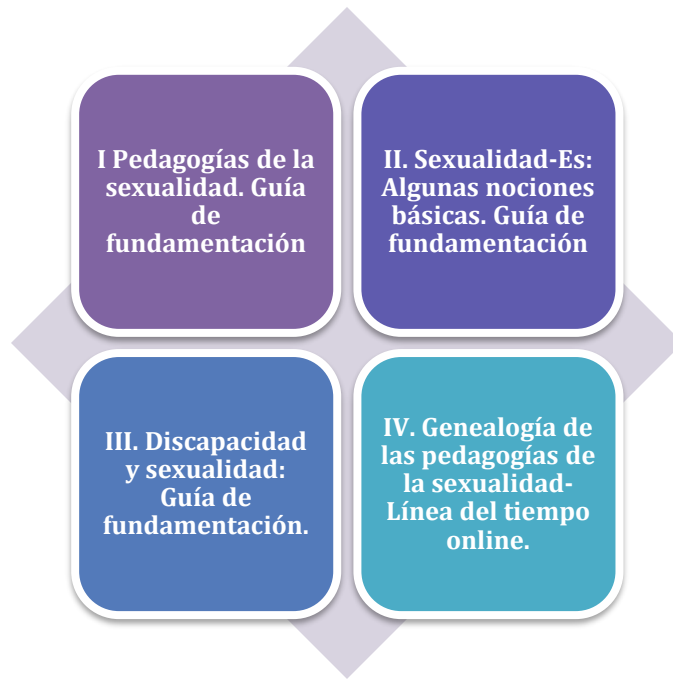 I Pedagogías de la
sexualidad. Guía
de
fundamentación
II. Sexualidad-Es:
Algunas nociones
básicas. Guía de
fundamentación
III. Discapacidad
y sexualidad:
Guía de
fundamentación.
IV. Genealogía de
las pedagogías de
la sexualidad-
Línea del tiempo
online.